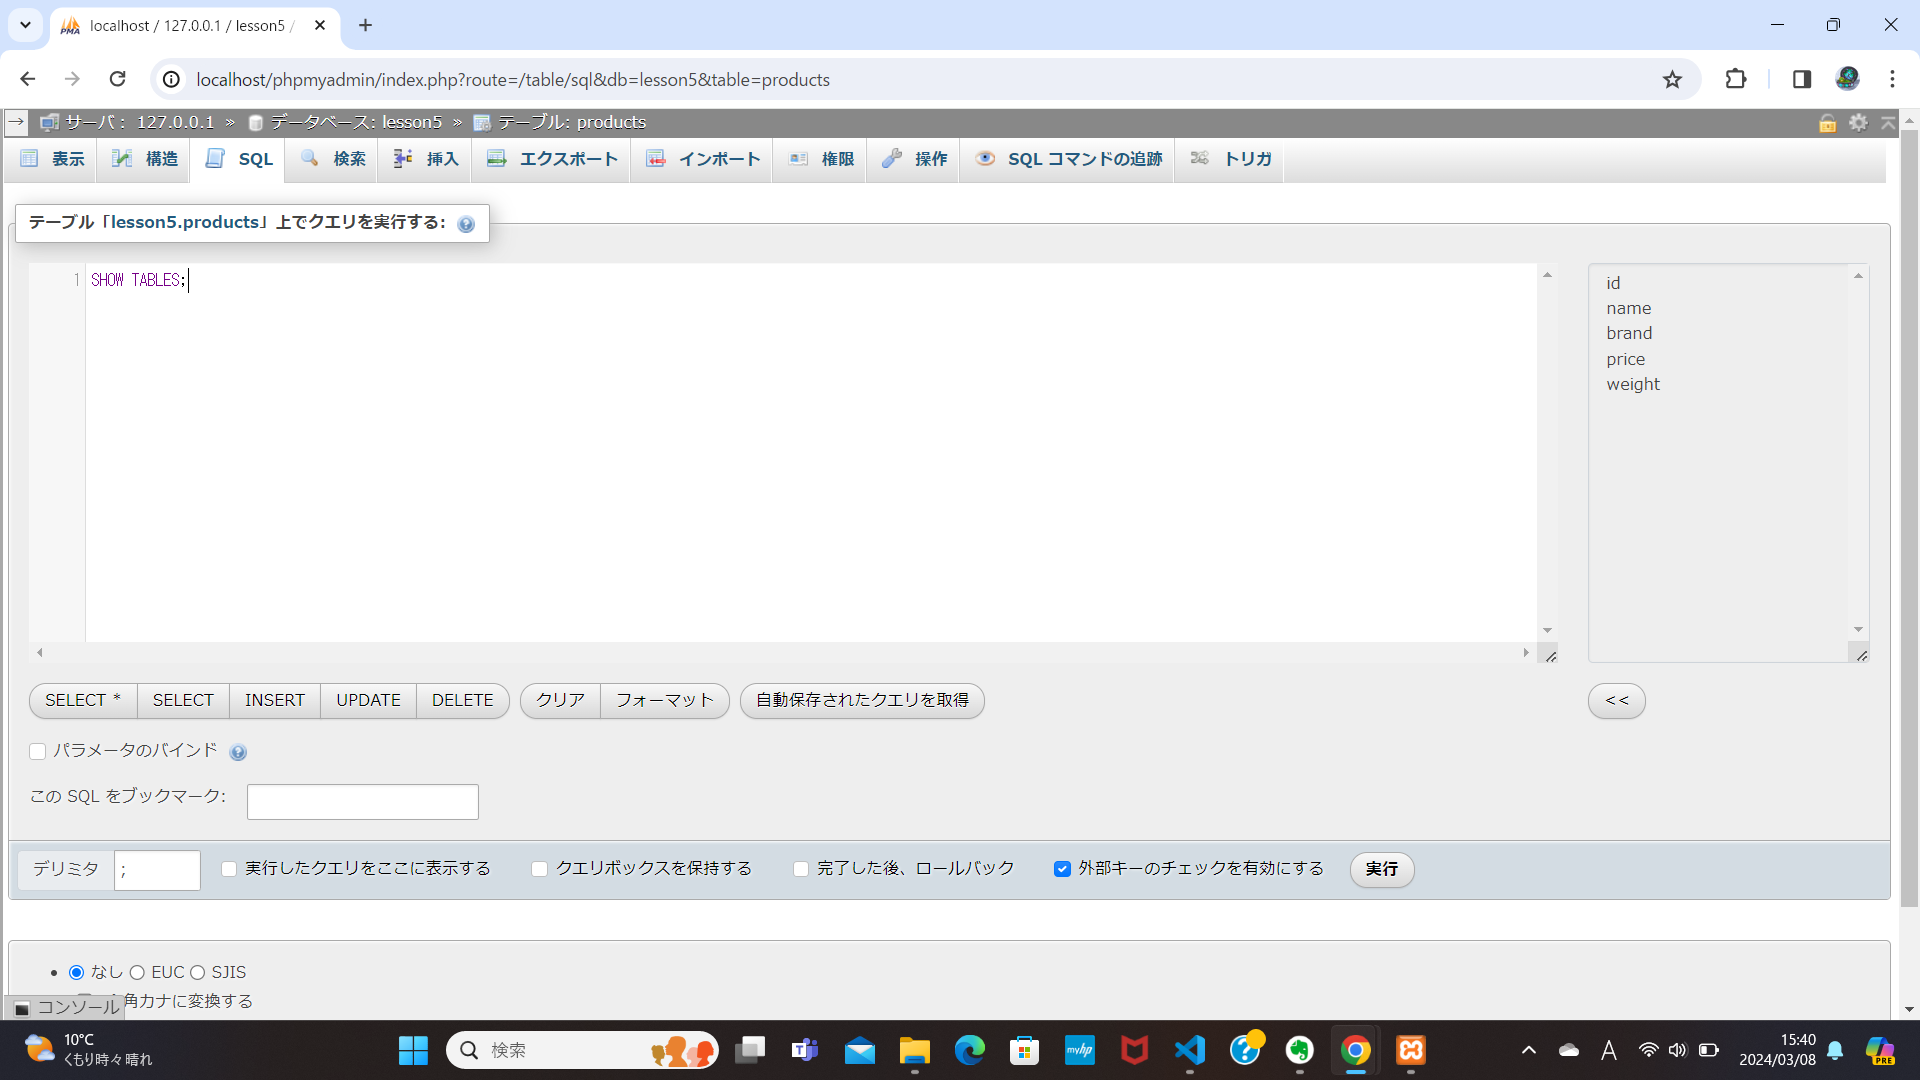 localhost / 127.0.0.1 / lesson5 /
localhost/phpmyadmin/index.php?route=/table/sql&db=lesson5&table=products
サーバ: 127.0.0.1 » データベース: lesson5 » テーブル: products
表示 構造 SQL 検索 挿入 エクスポート インポート 権限 操作 SQL コマンドの追跡 トリガ
テーブル「lesson5.products」上でクエリを実行する:
1 SHOW TABLES;
id
name
brand
price
weight
SELECT * SELECT INSERT UPDATE DELETE クリア フォーマット 自動保存されたクエリを取得 <<
パラメータのバインド
この SQL をブックマーク:
デリミタ ; 実行したクエリをここに表示する クエリボックスを保持する 完了した後、ロールバック 外部キーのチェックを有効にする 実行
なし EUC SJIS
角カナに変換する
コンソール
10°C
くもり時々晴れ
検索
myhp
A
15:40
2024/03/08
PRE